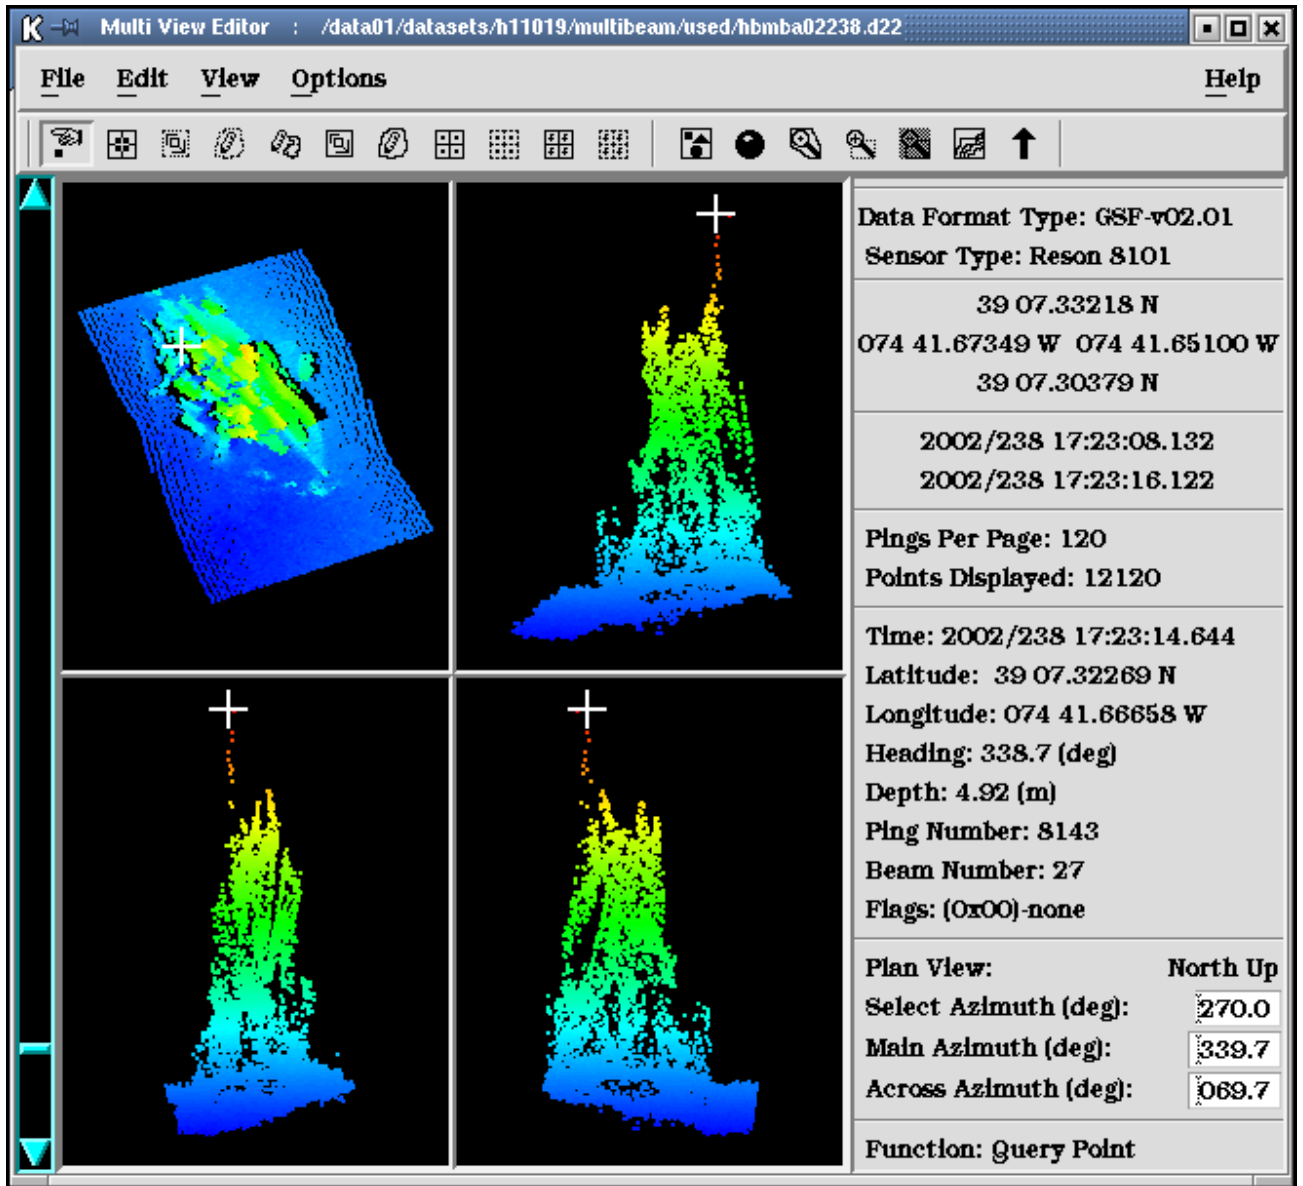 Multi View Editor : /data01/datasets/h11019/multibeam/used/hbmba02238.d22
File Edit View Options Help
Data Format Type: GSF-v02.01
Sensor Type: Reson 8101
39 07.33218 N
074 41.67349 W 074 41.65100 W
39 07.30379 N
2002/238 17:23:08.132
2002/238 17:23:16.122
Pings Per Page: 120
Points Displayed: 12120
Time: 2002/238 17:23:14.644
Latitude: 39 07.32269 N
Longitude: 074 41.66658 W
Heading: 338.7 (deg)
Depth: 4.92 (m)
Ping Number: 8143
Beam Number: 27
Flags: (0x00)-none
Plan View: North Up
Select Azimuth (deg): 270.0
Main Azimuth (deg): 339.7
Across Azimuth (deg): 069.7
Function: Query Point